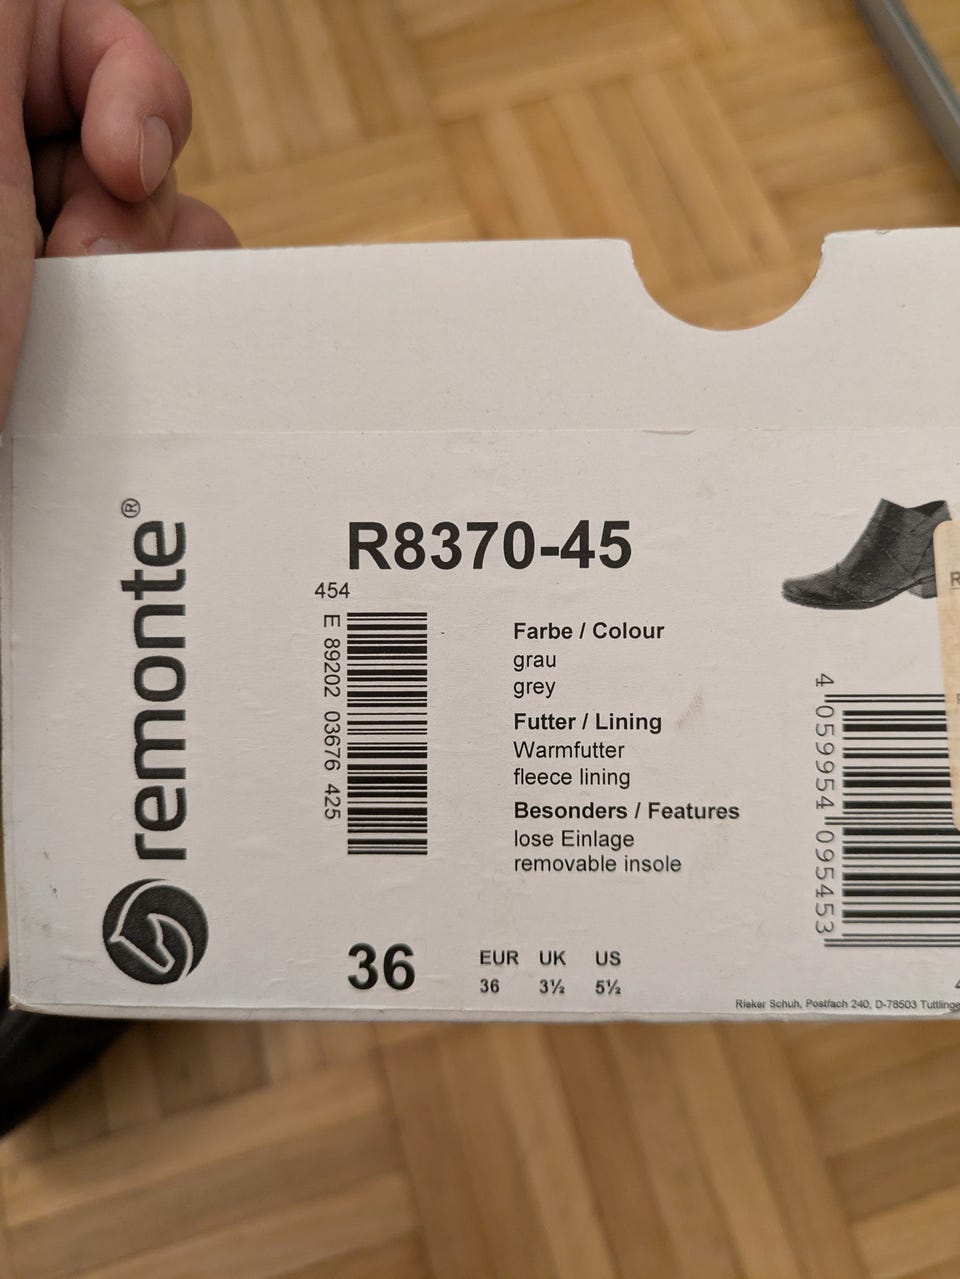 remonte®
R8370-45
454
E 89202 03676 425
Farbe / Colour
grau
grey
Futter / Lining
Warmfutter
fleece lining
Besonders / Features
lose Einlage
removable insole
36
EUR UK US
36 3½ 5½
4 059954 095453
Rieker Schuh, Postfach 240, D-78503 Tuttlinge
R